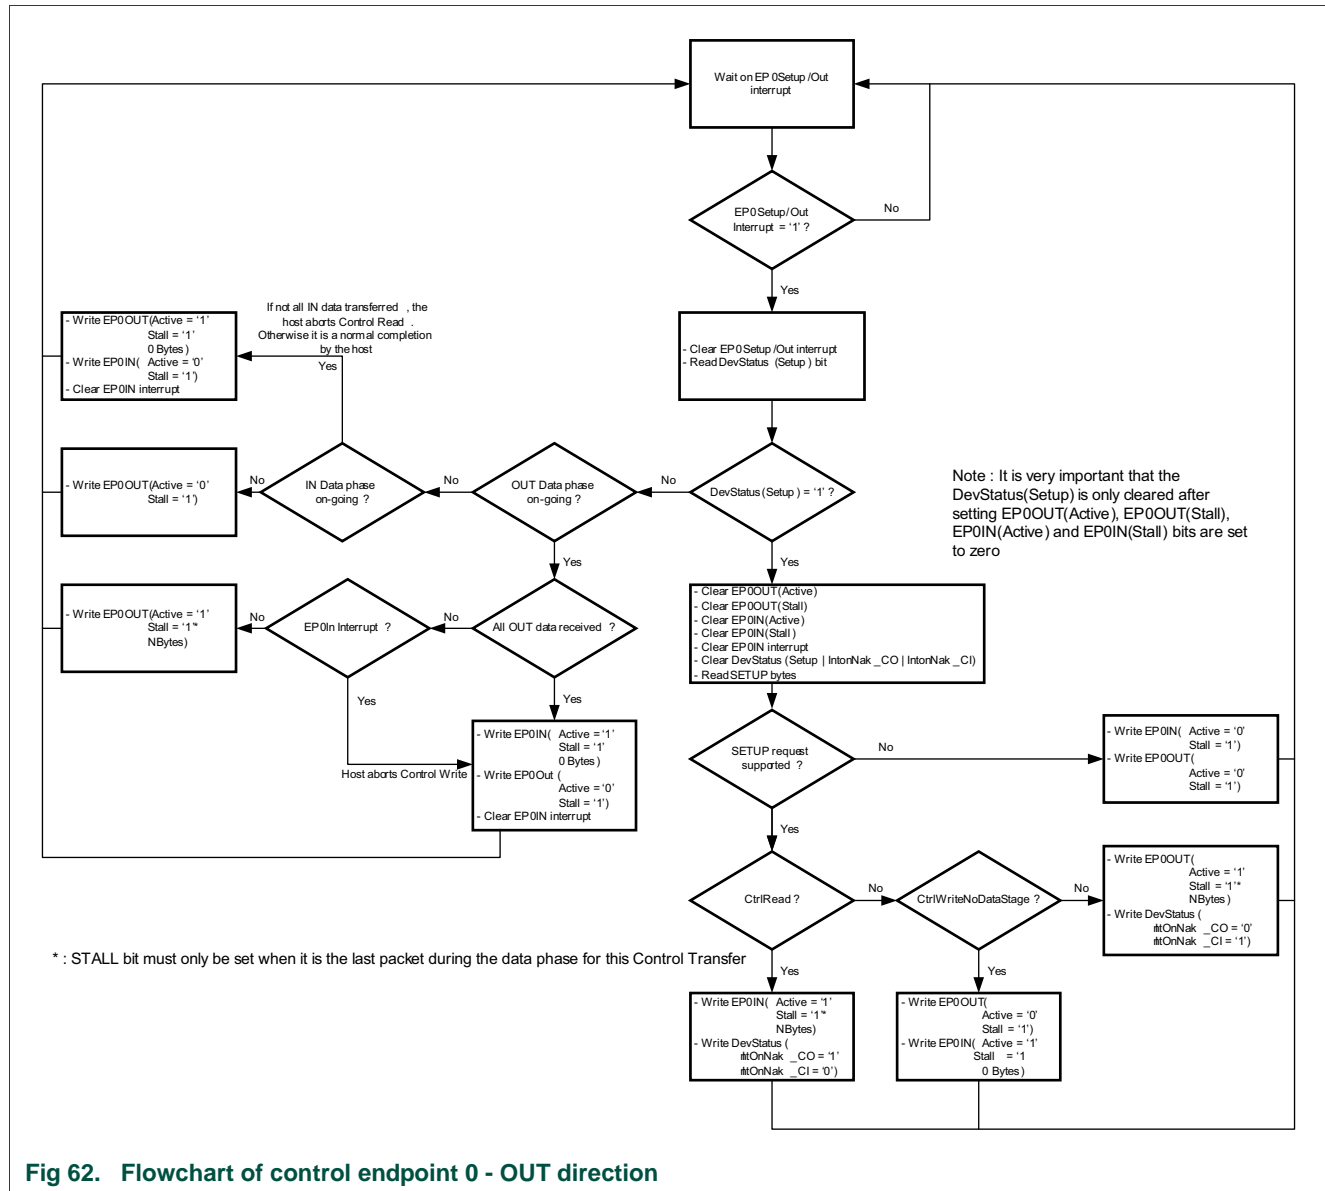 Wait on EP0Setup/Out
interrupt
EP0Setup/Out
Interrupt = '1' ?
No
Yes
- Clear EP0Setup/Out interrupt
- Read DevStatus (Setup) bit
If not all IN data transferred , the
host aborts Control Read .
Otherwise it is a normal completion
by the host
Yes
- Write EP0OUT(Active = '1'
Stall = '1'
0 Bytes)
- Write EP0IN( Active = '0'
Stall = '1')
- Clear EP0IN interrupt
DevStatus (Setup) = '1' ?
No
OUT Data phase
on-going ?
No
IN Data phase
on-going ?
No
- Write EP0OUT(Active = '0'
Stall = '1')
Note : It is very important that the
DevStatus(Setup) is only cleared after
setting EP0OUT(Active), EP0OUT(Stall),
EP0IN(Active) and EP0IN(Stall) bits are set
to zero
Yes
Yes
- Clear EP0OUT(Active)
- Clear EP0OUT(Stall)
- Clear EP0IN(Active)
- Clear EP0IN(Stall)
- Clear EP0IN interrupt
- Clear DevStatus (Setup | IntonNak_CO | IntonNak_CI)
- Read SETUP bytes
All OUT data received ?
No
EP0In Interrupt ?
No
- Write EP0OUT(Active = '1'
Stall = '1'*
NBytes)
Yes
Yes
Host aborts Control Write
- Write EP0IN( Active = '1'
Stall = '1'
0 Bytes)
- Write EP0Out (
Active = '0'
Stall = '1')
- Clear EP0IN interrupt
SETUP request
supported ?
No
- Write EP0IN( Active = '0'
Stall = '1')
- Write EP0OUT(
Active = '0'
Stall = '1')
Yes
CtrlRead ?
No
CtrlWriteNoDataStage ?
No
- Write EP0OUT(
Active = '1'
Stall = '1'*
NBytes)
- Write DevStatus (
IntOnNak_CO = '0'
IntOnNak_CI = '1')
* : STALL bit must only be set when it is the last packet during the data phase for this Control Transfer
Yes
Yes
- Write EP0IN( Active = '1'
Stall = '1'*
NBytes)
- Write DevStatus (
IntOnNak_CO = '1'
IntOnNak_CI = '0')
- Write EP0OUT(
Active = '0'
Stall = '1')
- Write EP0IN( Active = '1'
Stall = '1
0 Bytes)
Fig 62. Flowchart of control endpoint 0 - OUT direction